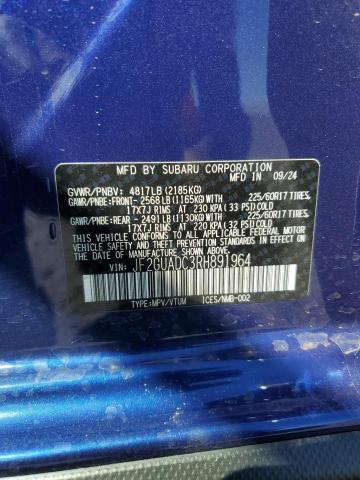 MFD.BY SUBARU CORPORATION
MFD IN 09/24
GVWR/PNBV: 4817LB(2185KG)
GAWR/PNBE:FRONT- 2568LB(1165KG)WITH 225/60R17 TIRES,
17X7J RIMS AT 230 KPA(33 PSI)COLD
GAWR/PNBE:REAR - 2491LB(1130KG)WITH 225/60R17 TIRES,
17X7J RIMS AT 220 KPA(32 PSI)COLD
THIS VEHICLE CONFORMS TO ALL APPLICABLE FEDERAL MOTOR
VEHICLE SAFETY AND BUMPER STANDARDS IN EFFECT ON
THE DATE OF MANUFACTURE SHOWN ABOVE.
VIN: JF2GUADC3RH891964
TYPE:MPV/VTUM ICES/NMB-002